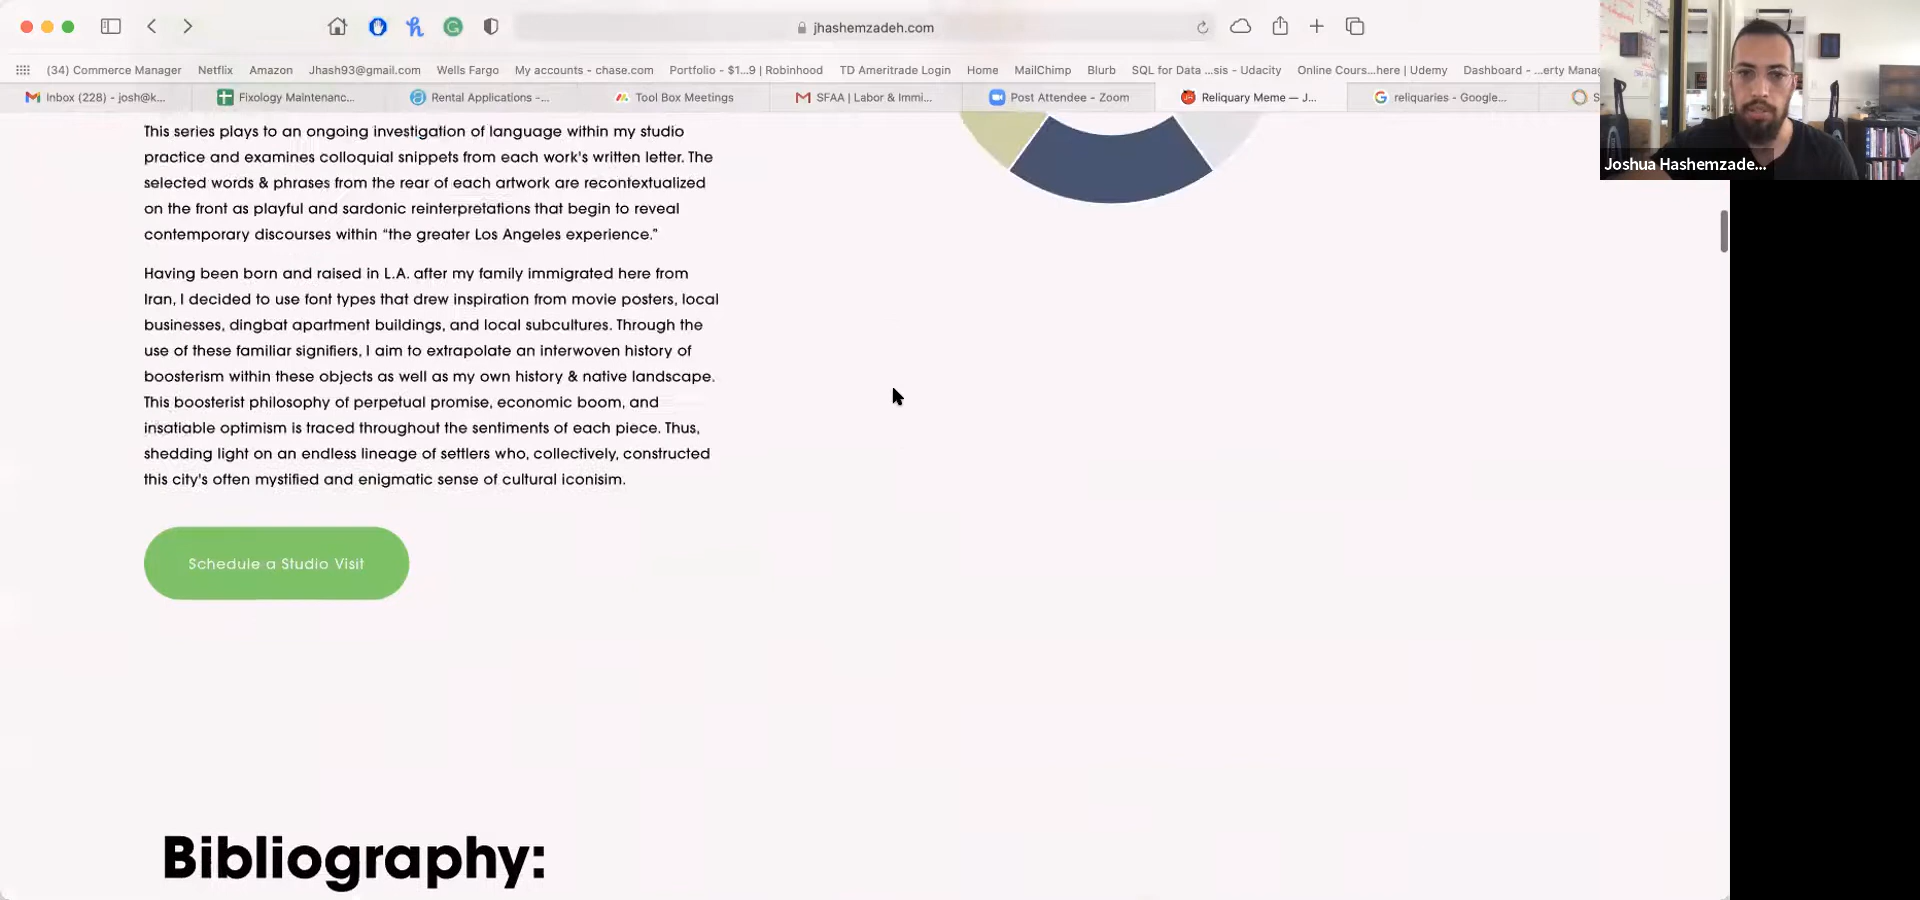 jhashemzadeh.com
(34) Commerce Manager Netflix Amazon Jhash93@gmail.com Wells Fargo My accounts - chase.com Portfolio - $1...9 | Robinhood TD Ameritrade Login Home MailChimp Blurb SQL for Data ...sis - Udacity Online Cours...here | Udemy Dashboard - ...erty Manag
Inbox (228) - josh@k... Fixology Maintenanc... Rental Applications -... Tool Box Meetings SFAA | Labor & Immi... Post Attendee - Zoom Reliquary Meme — J... reliquaries - Google... S
Joshua Hashemzade...
This series plays to an ongoing investigation of language within my studio
practice and examines colloquial snippets from each work's written letter. The
selected words & phrases from the rear of each artwork are recontextualized
on the front as playful and sardonic reinterpretations that begin to reveal
contemporary discourses within “the greater Los Angeles experience.”
Having been born and raised in L.A. after my family immigrated here from
Iran, I decided to use font types that drew inspiration from movie posters, local
businesses, dingbat apartment buildings, and local subcultures. Through the
use of these familiar signifiers, I aim to extrapolate an interwoven history of
boosterism within these objects as well as my own history & native landscape.
This boosterist philosophy of perpetual promise, economic boom, and
insatiable optimism is traced throughout the sentiments of each piece. Thus,
shedding light on an endless lineage of settlers who, collectively, constructed
this city's often mystified and enigmatic sense of cultural iconisim.
Schedule a Studio Visit
Bibliography: